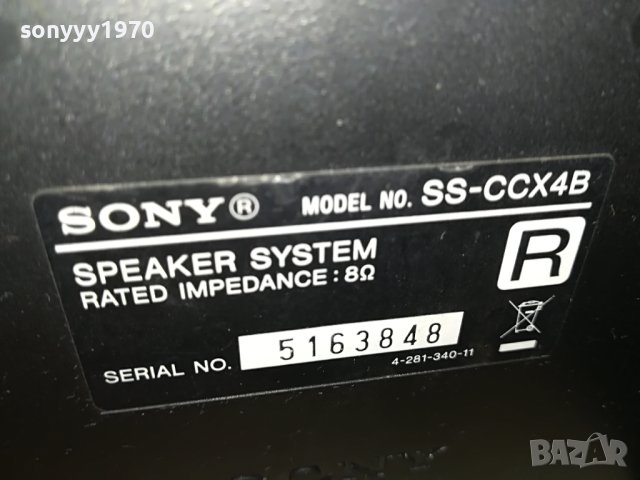 sonyyy1970
SONY® MODEL NO. SS-CCX4B
SPEAKER SYSTEM
RATED IMPEDANCE : 8Ω
R
SERIAL NO. 5163848
4-281-340-11
BAZAR